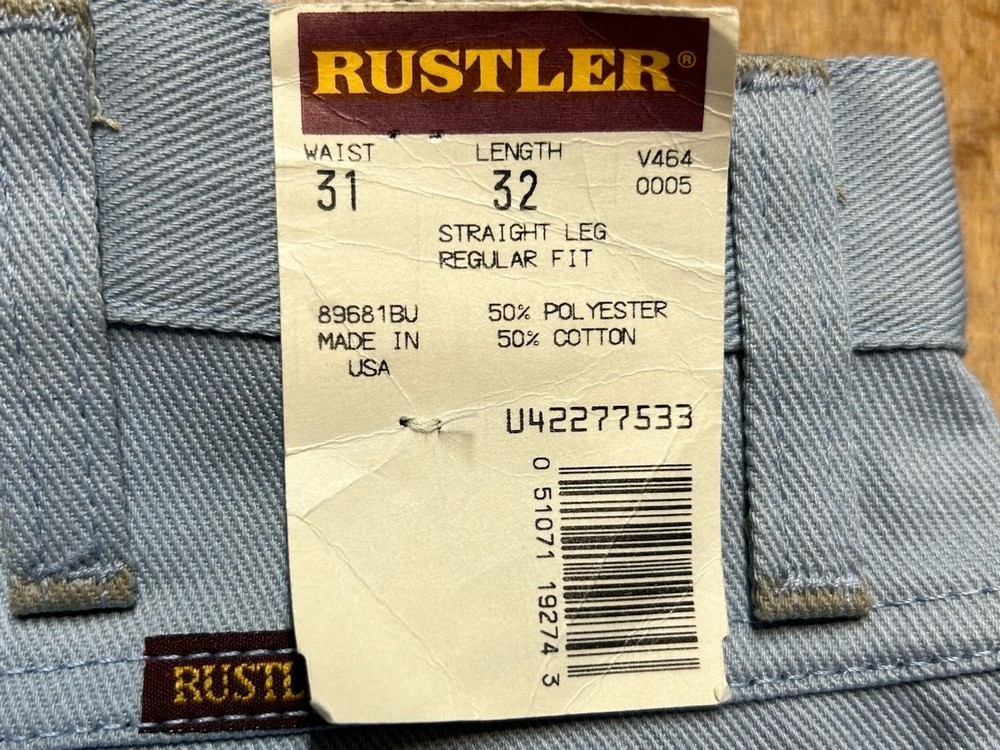 RUSTLER®
WAIST LENGTH V464
31 32 0005
STRAIGHT LEG
REGULAR FIT
89681BU 50% POLYESTER
MADE IN 50% COTTON
USA
U42277533
0 51071 19274 3
RUSTL